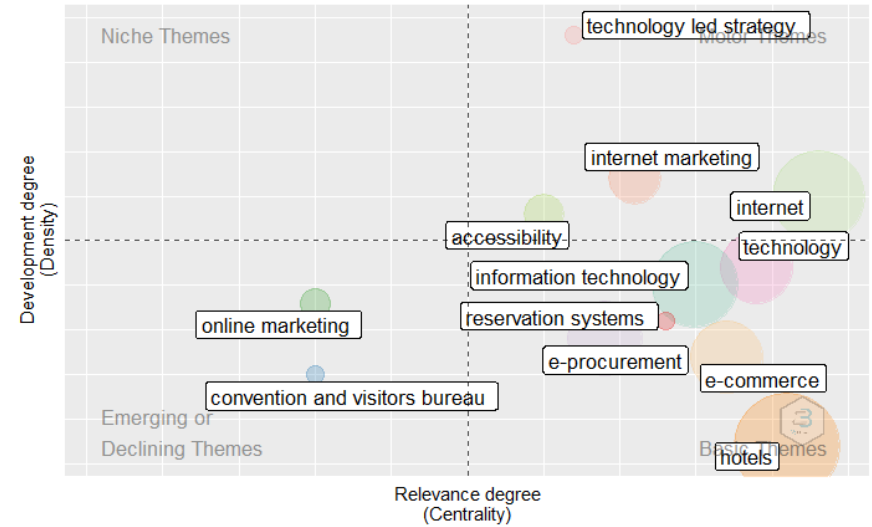 technology led strategy
Niche Themes
Motor Themes
internet marketing
internet
accessibility
technology
information technology
online marketing
reservation systems
e-procurement
e-commerce
convention and visitors bureau
Emerging or
Declining Themes
Basic Themes
hotels
Development degree
(Density)
Relevance degree
(Centrality)